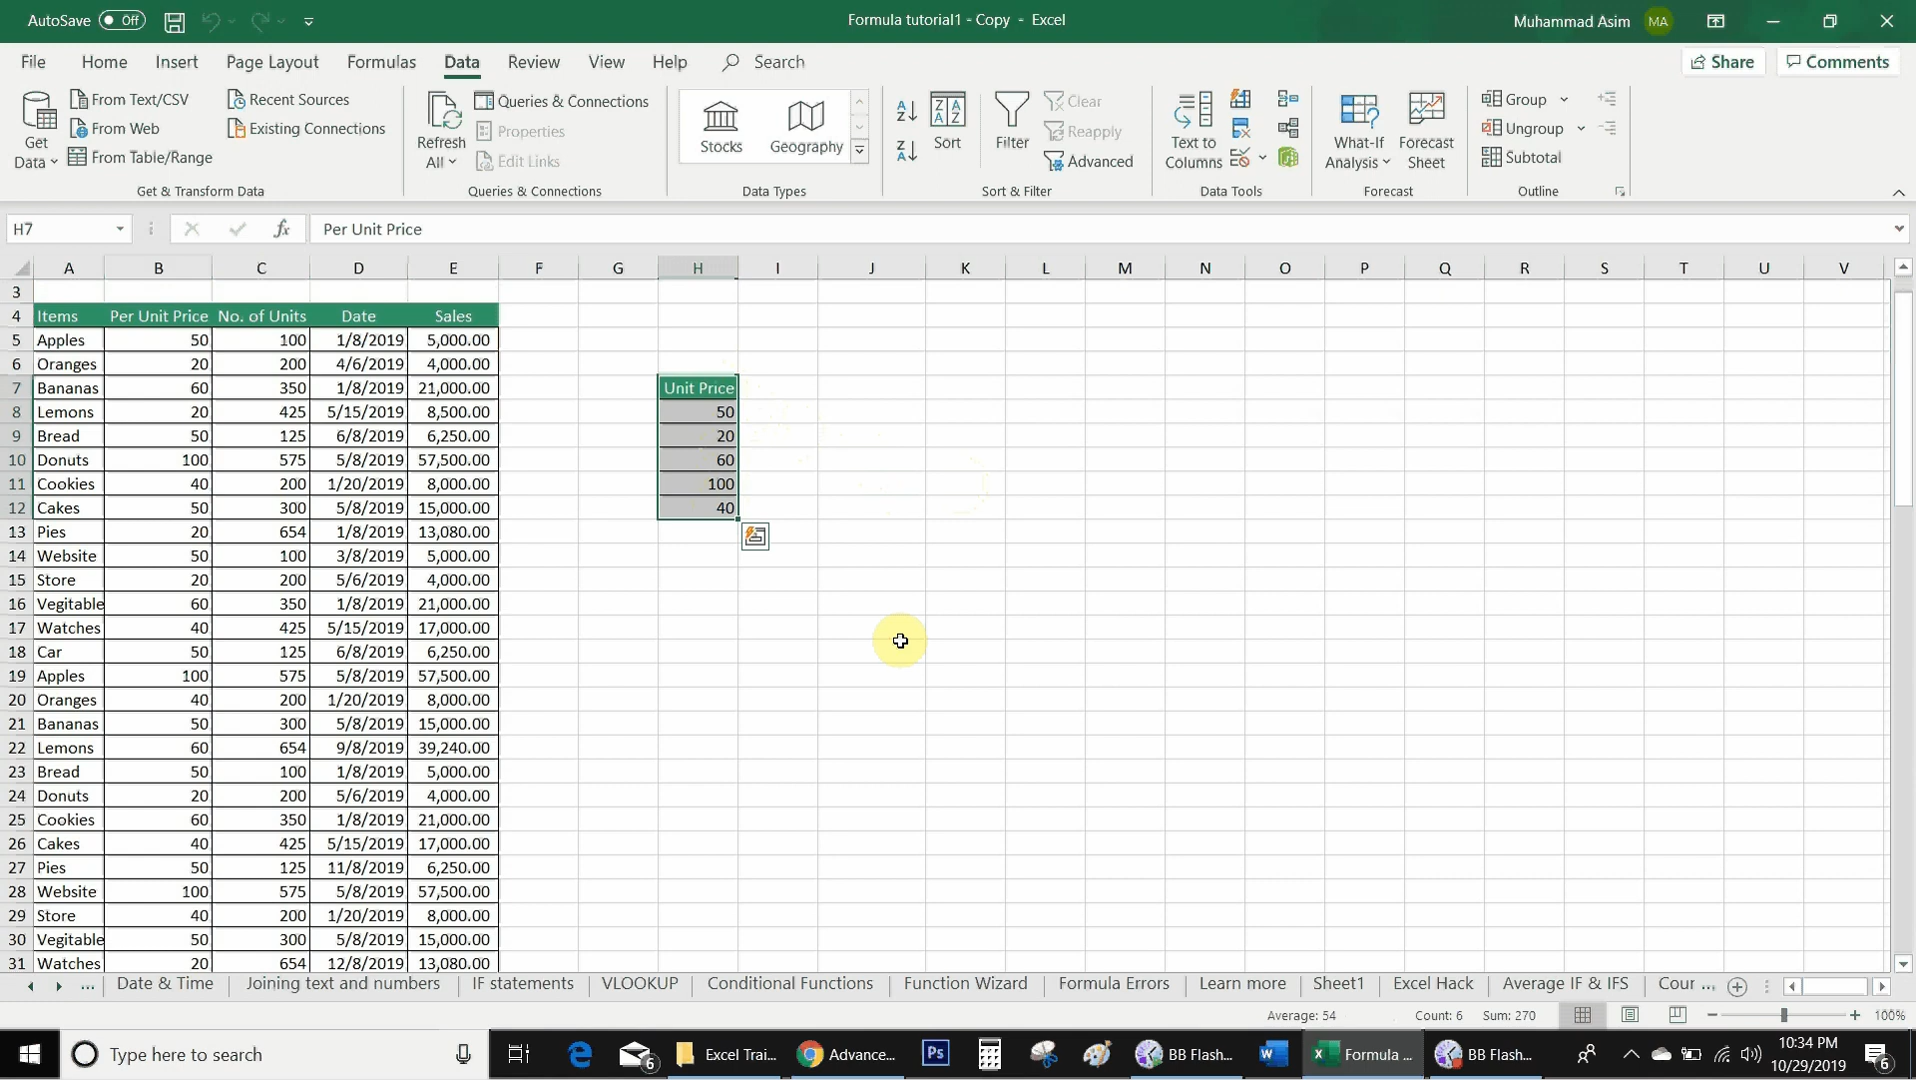 AutoSave Off
Formula tutorial1 - Copy - Excel
Muhammad Asim MA
File Home Insert Page Layout Formulas Data Review View Help Search
Share Comments
Get Data
From Text/CSV
From Web
From Table/Range
Recent Sources
Existing Connections
Get & Transform Data
Refresh All
Queries & Connections
Properties
Edit Links
Queries & Connections
Stocks Geography
Data Types
Sort
Filter
Clear
Reapply
Advanced
Sort & Filter
Text to Columns
Data Tools
What-If Analysis
Forecast Sheet
Forecast
Group
Ungroup
Subtotal
Outline
H7 fx Per Unit Price
A B C D E F G H I J K L M N O P Q R S T U V
3
4 Items Per Unit Price No. of Units Date Sales
5 Apples 50 100 1/8/2019 5,000.00
6 Oranges 20 200 4/6/2019 4,000.00
7 Bananas 60 350 1/8/2019 21,000.00 Unit Price
8 Lemons 20 425 5/15/2019 8,500.00 50
9 Bread 50 125 6/8/2019 6,250.00 20
10 Donuts 100 575 5/8/2019 57,500.00 60
11 Cookies 40 200 1/20/2019 8,000.00 100
12 Cakes 50 300 5/8/2019 15,000.00 40
13 Pies 20 654 1/8/2019 13,080.00
14 Website 50 100 3/8/2019 5,000.00
15 Store 20 200 5/6/2019 4,000.00
16 Vegitable 60 350 1/8/2019 21,000.00
17 Watches 40 425 5/15/2019 17,000.00
18 Car 50 125 6/8/2019 6,250.00
19 Apples 100 575 5/8/2019 57,500.00
20 Oranges 40 200 1/20/2019 8,000.00
21 Bananas 50 300 5/8/2019 15,000.00
22 Lemons 60 654 9/8/2019 39,240.00
23 Bread 50 100 1/8/2019 5,000.00
24 Donuts 20 200 5/6/2019 4,000.00
25 Cookies 60 350 1/8/2019 21,000.00
26 Cakes 40 425 5/15/2019 17,000.00
27 Pies 50 125 11/8/2019 6,250.00
28 Website 100 575 5/8/2019 57,500.00
29 Store 40 200 1/20/2019 8,000.00
30 Vegitable 50 300 5/8/2019 15,000.00
31 Watches 20 654 12/8/2019 13,080.00
... Date & Time Joining text and numbers IF statements VLOOKUP Conditional Functions Function Wizard Formula Errors Learn more Sheet1 Excel Hack Average IF & IFS Cour ...
Average: 54 Count: 6 Sum: 270 100%
Type here to search 6 Excel Trai... Advance... Ps BB Flash... Formula ... BB Flash... 10:34 PM 6
10/29/2019